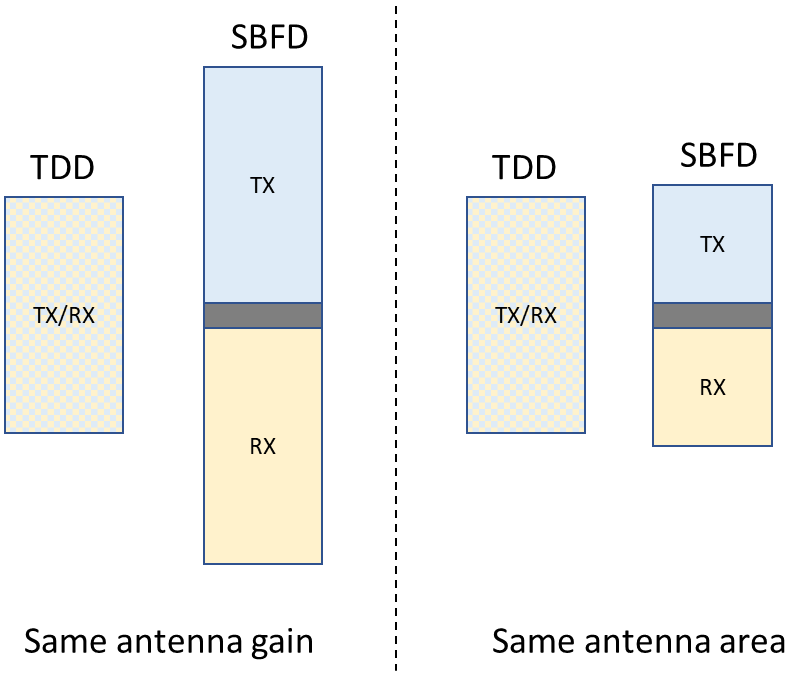 SBFD
TDD
TX
TX/RX
RX
Same antenna gain
SBFD
TDD
TX
TX/RX
RX
Same antenna area